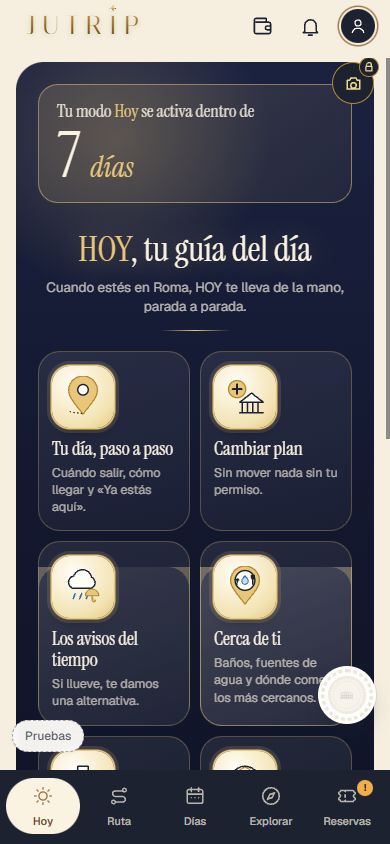 JUTRIP
Tu modo Hoy se activa dentro de
7 días
HOY, tu guía del día
Cuando estés en Roma, HOY te lleva de la mano,
parada a parada.
Tu día, paso a paso
Cuándo salir, cómo
llegar y «Ya estás
aquí».
Cambiar plan
Sin mover nada sin tu
permiso.
Los avisos del
tiempo
Si llueve, te damos
una alternativa.
Cerca de ti
Baños, fuentes de
agua y dónde comer
los más cercanos.
Pruebas
Hoy
Ruta
Días
Explorar
!
Reservas